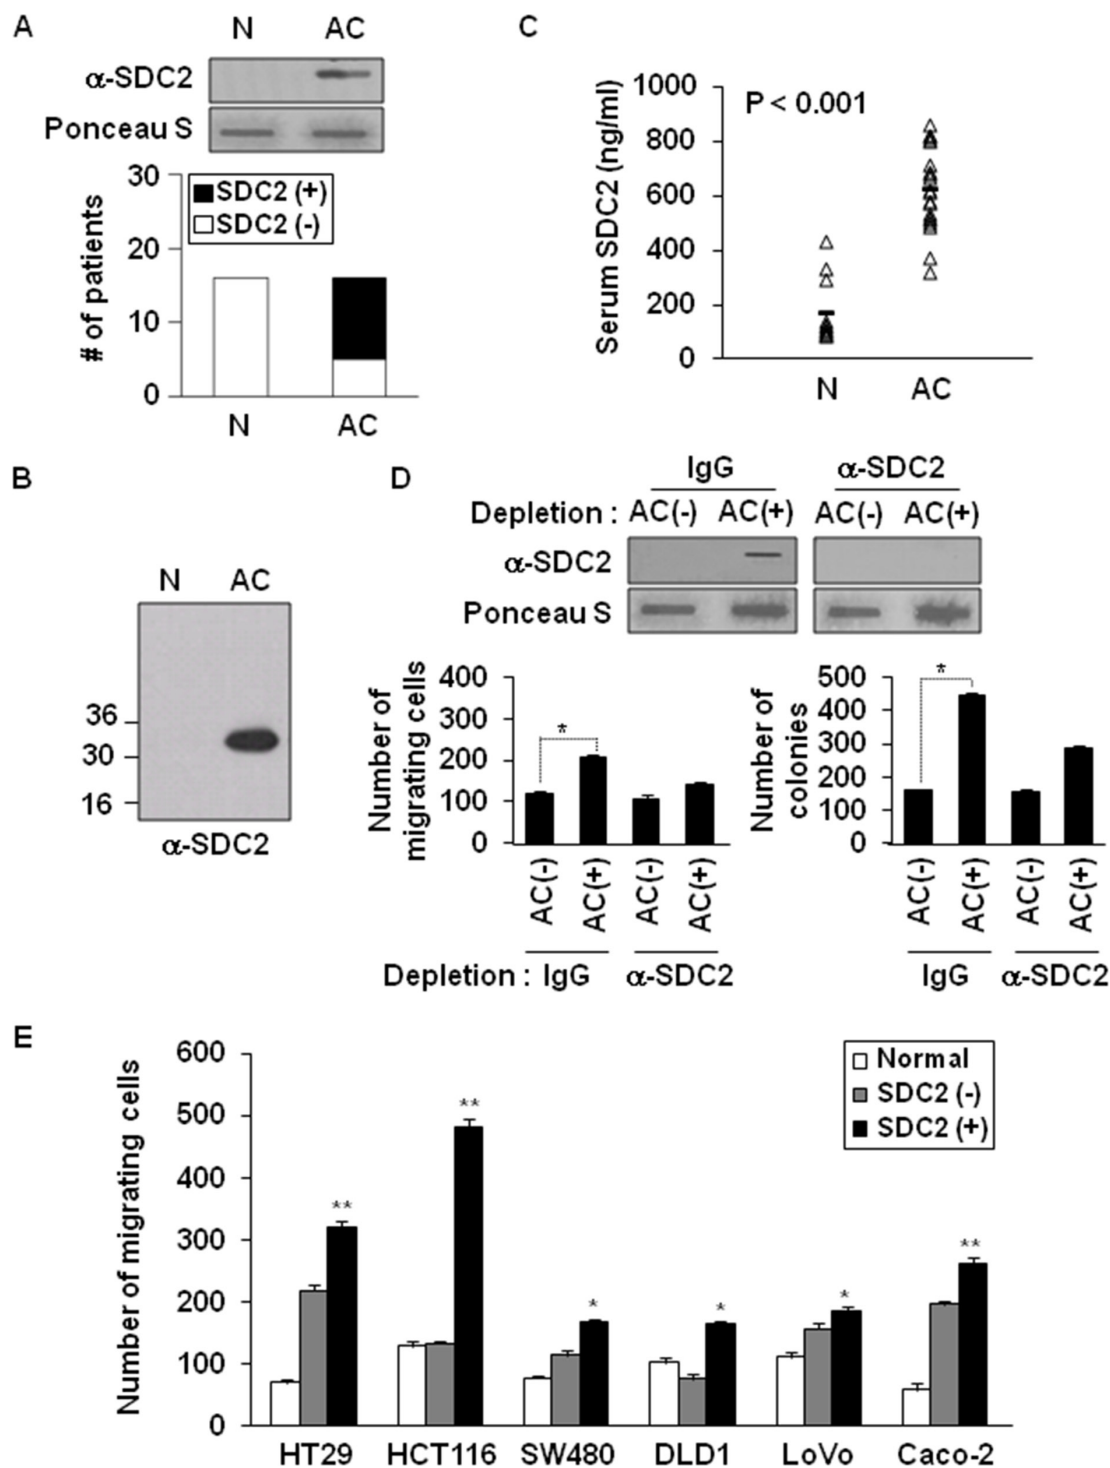 A
N AC
α-SDC2
Ponceau S
30
20
10
0
# of patients
SDC2 (+)
SDC2 (-)
N AC
C
Serum SDC2 (ng/ml)
1000
800
600
400
200
0
P < 0.001
N AC
B
N AC
36
30
16
α-SDC2
D
IgG α-SDC2
Depletion : AC(-) AC(+) AC(-) AC(+)
α-SDC2
Ponceau S
Number of
migrating cells
400
300
200
100
0
*
AC(-) AC(+) AC(-) AC(+)
Depletion : IgG α-SDC2
Number of
colonies
500
400
300
200
100
0
*
AC(-) AC(+) AC(-) AC(+)
IgG α-SDC2
E
Number of migrating cells
600
500
400
300
200
100
0
Normal
SDC2 (-)
SDC2 (+)
** ** * * * **
HT29 HCT116 SW480 DLD1 LoVo Caco-2